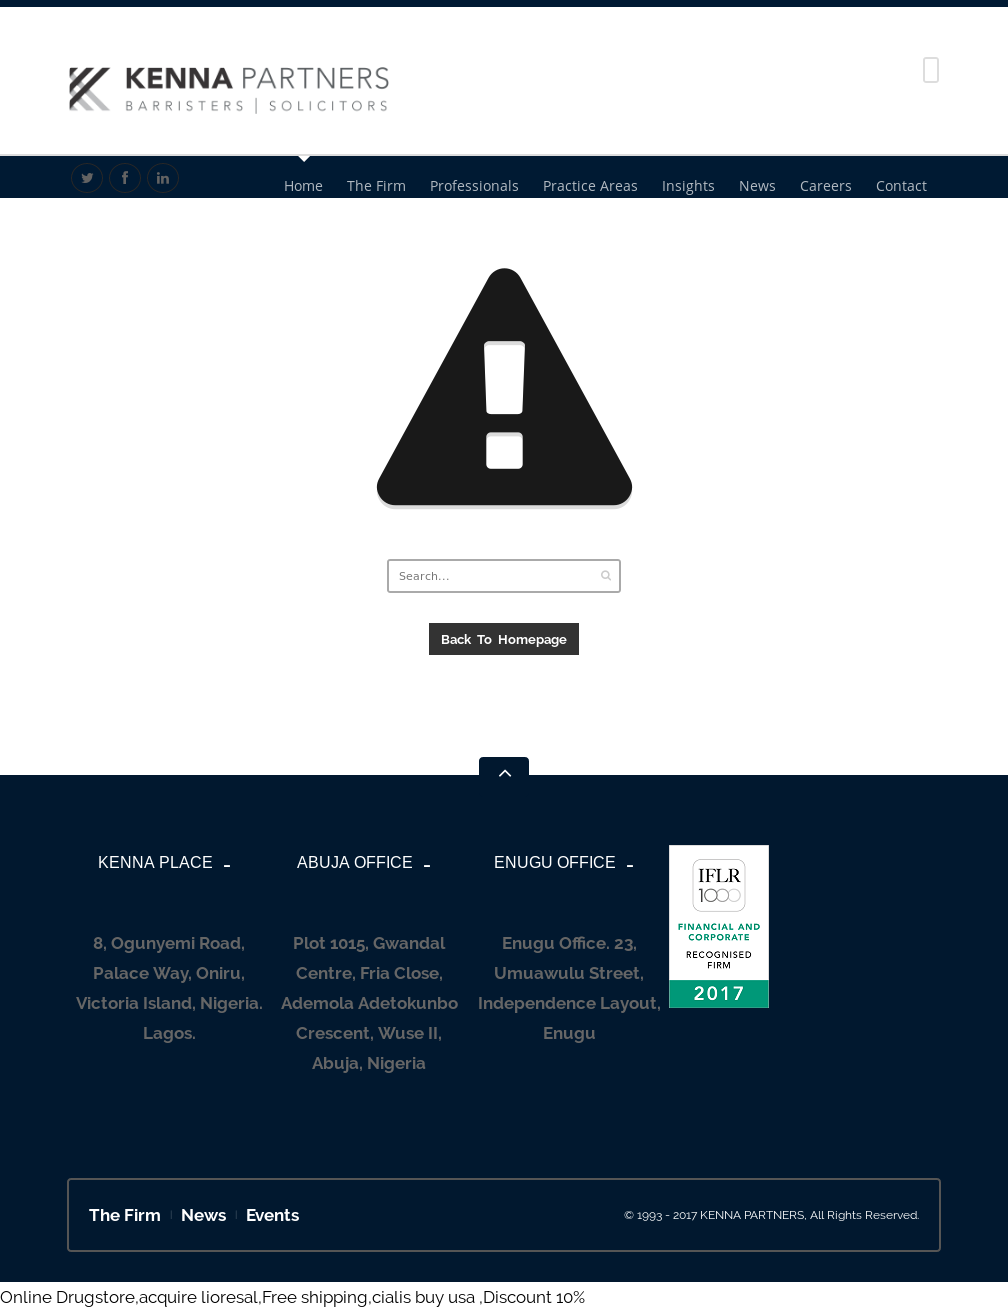 KENNA PARTNERS
BARRISTERS | SOLICITORS
Home The Firm Professionals Practice Areas Insights News Careers Contact
Search...
Back To Homepage
KENNA PLACE
8, Ogunyemi Road,
Palace Way, Oniru,
Victoria Island, Nigeria.
Lagos.
ABUJA OFFICE
Plot 1015, Gwandal
Centre, Fria Close,
Ademola Adetokunbo
Crescent, Wuse II,
Abuja, Nigeria
ENUGU OFFICE
Enugu Office. 23,
Umuawulu Street,
Independence Layout,
Enugu
IFLR
1000
FINANCIAL AND
CORPORATE
RECOGNISED
FIRM
2017
The Firm | News | Events
© 1993 - 2017 KENNA PARTNERS, All Rights Reserved.
Online Drugstore,acquire lioresal,Free shipping,cialis buy usa ,Discount 10%